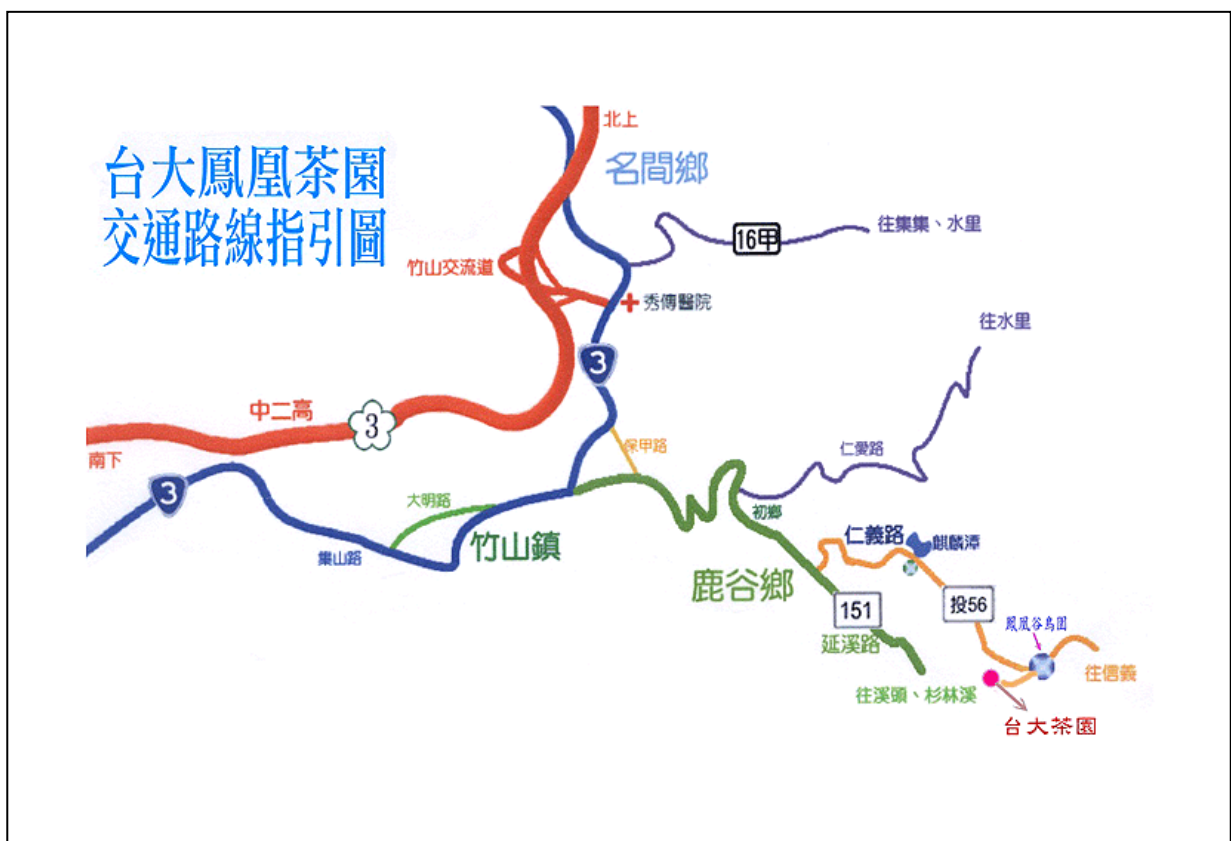 台大鳳凰茶園
交通路線指引圖
北上
名間鄉
16甲
往集集、水里
竹山交流道
秀傳醫院
往水里
3
中二高
3
南下
保甲路
仁愛路
3
大明路
初鄉
竹山鎮
集山路
仁義路
麒麟潭
鹿谷鄉
151
投56
鳳凰谷鳥園
延溪路
往信義
往溪頭、杉林溪
台大茶園